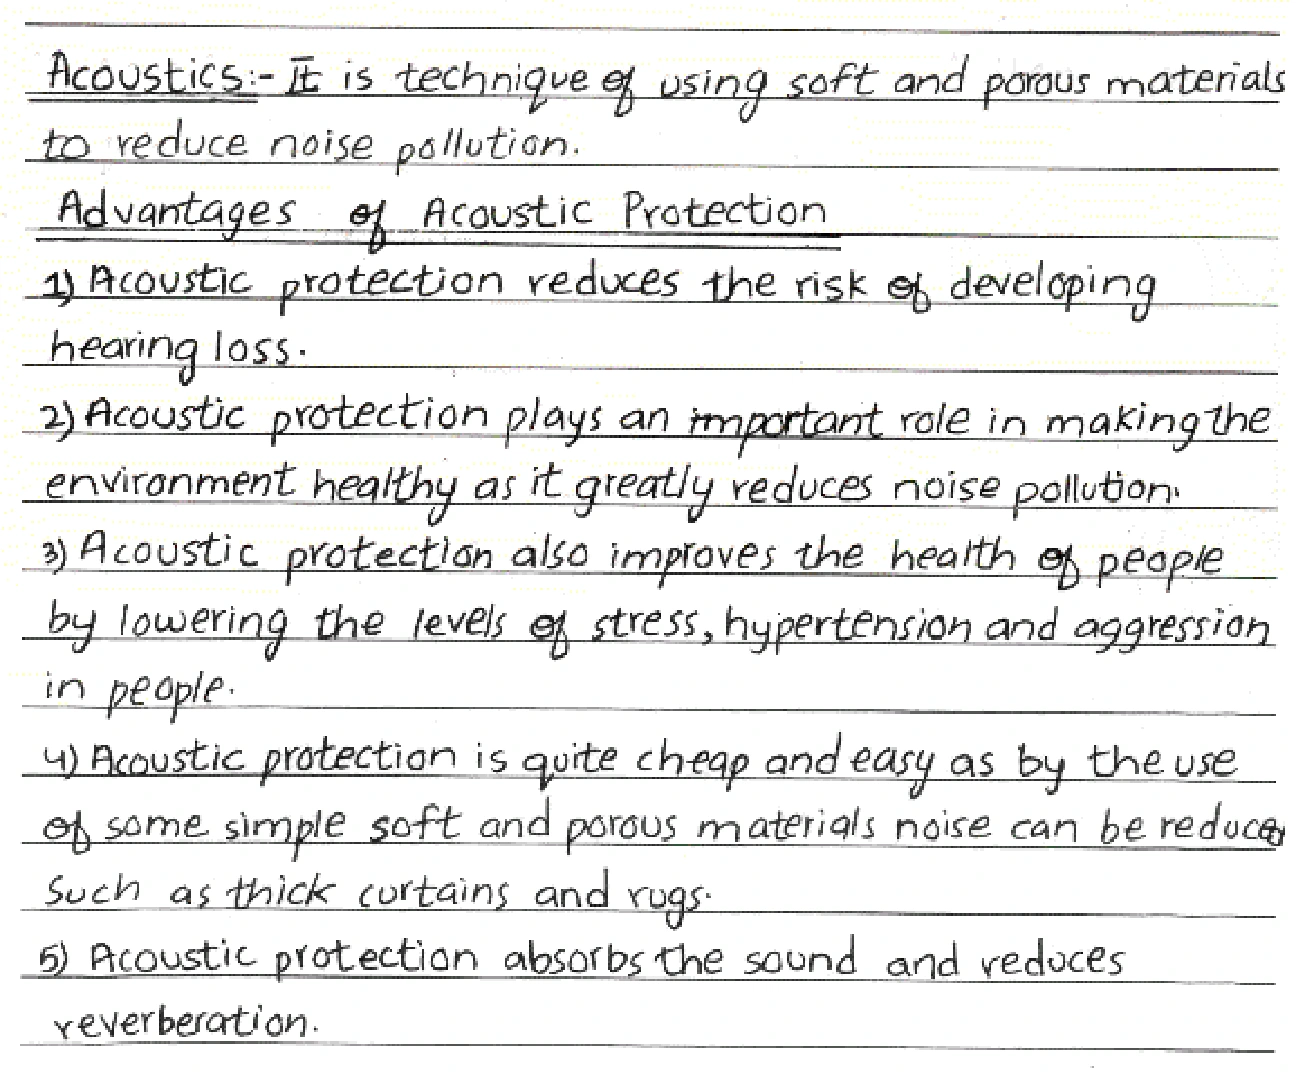 Acoustics:- It is technique of using soft and porous materials
to reduce noise pollution.
Advantages of Acoustic Protection
1) Acoustic protection reduces the risk of developing
hearing loss.
2) Acoustic protection plays an important role in making the
environment healthy as it greatly reduces noise pollution.
3) Acoustic protection also improves the health of people
by lowering the levels of stress, hypertension and aggression
in people.
4) Acoustic protection is quite cheap and easy as by the use
of some simple soft and porous materials noise can be reduced
Such as thick curtains and rugs.
5) Acoustic protection absorbs the sound and reduces
reverberation.